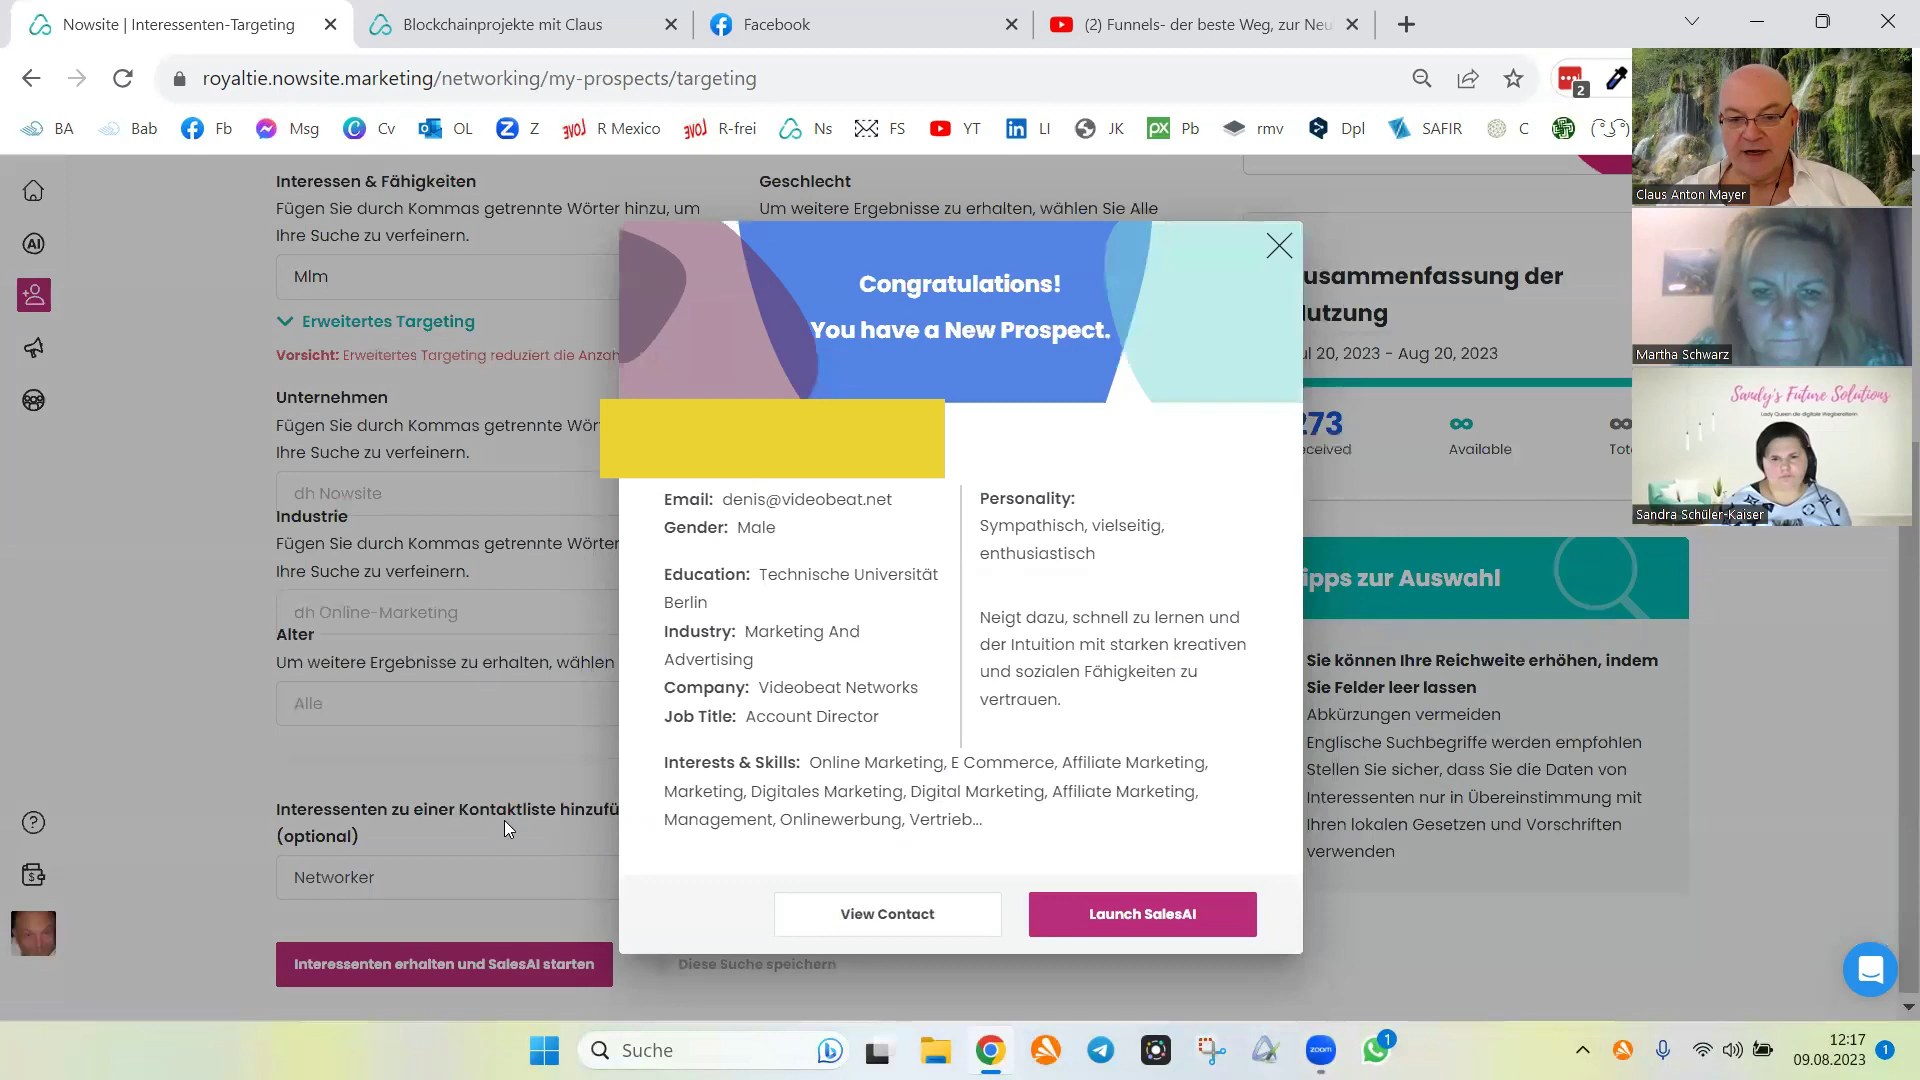 Nowsite | Interessenten-Targeting
Blockchainprojekte mit Claus
Facebook
(2) Funnels- der beste Weg, zur Neu
royaltie.nowsite.marketing/networking/my-prospects/targeting
2
BA
Bab
Fb
Msg
Cv
OL
Z
R Mexico
R-frei
Ns
FS
YT
LI
JK
Pb
rmv
Dpl
SAFIR
C
Claus Anton Mayer
Martha Schwarz
Sandy's Future Solutions
Lady Queen die digitale Wegbereiterin
Sandra Schüler-Kaiser
Interessen & Fähigkeiten
Fügen Sie durch Kommas getrennte Wörter hinzu, um
Ihre Suche zu verfeinern.
Mlm
Erweitertes Targeting
Vorsicht: Erweitertes Targeting reduziert die Anzah
Unternehmen
Fügen Sie durch Kommas getrennte Wör
Ihre Suche zu verfeinern.
dh Nowsite
Industrie
Fügen Sie durch Kommas getrennte Wörter
Ihre Suche zu verfeinern.
dh Online-Marketing
Alter
Um weitere Ergebnisse zu erhalten, wählen
Alle
Interessenten zu einer Kontaktliste hinzufü
(optional)
Networker
Interessenten erhalten und SalesAI starten
Diese Suche speichern
Geschlecht
Um weitere Ergebnisse zu erhalten, wählen Sie Alle
Congratulations!
You have a New Prospect.
Email: denis@videobeat.net
Gender: Male
Education: Technische Universität
Berlin
Industry: Marketing And
Advertising
Company: Videobeat Networks
Job Title: Account Director
Personality:
Sympathisch, vielseitig,
enthusiastisch
Neigt dazu, schnell zu lernen und
der Intuition mit starken kreativen
und sozialen Fähigkeiten zu
vertrauen.
Interests & Skills: Online Marketing, E Commerce, Affiliate Marketing,
Marketing, Digitales Marketing, Digital Marketing, Affiliate Marketing,
Management, Onlinewerbung, Vertrieb...
View Contact
Launch SalesAI
usammenfassung der
lutzung
ul 20, 2023 - Aug 20, 2023
273
eceived
∞
Available
∞
Tot
ipps zur Auswahl
Sie können Ihre Reichweite erhöhen, indem
Sie Felder leer lassen
Abkürzungen vermeiden
Englische Suchbegriffe werden empfohlen
Stellen Sie sicher, dass Sie die Daten von
Interessenten nur in Übereinstimmung mit
Ihren lokalen Gesetzen und Vorschriften
verwenden
AI
Suche
zoom
1
12:17
09.08.2023
1